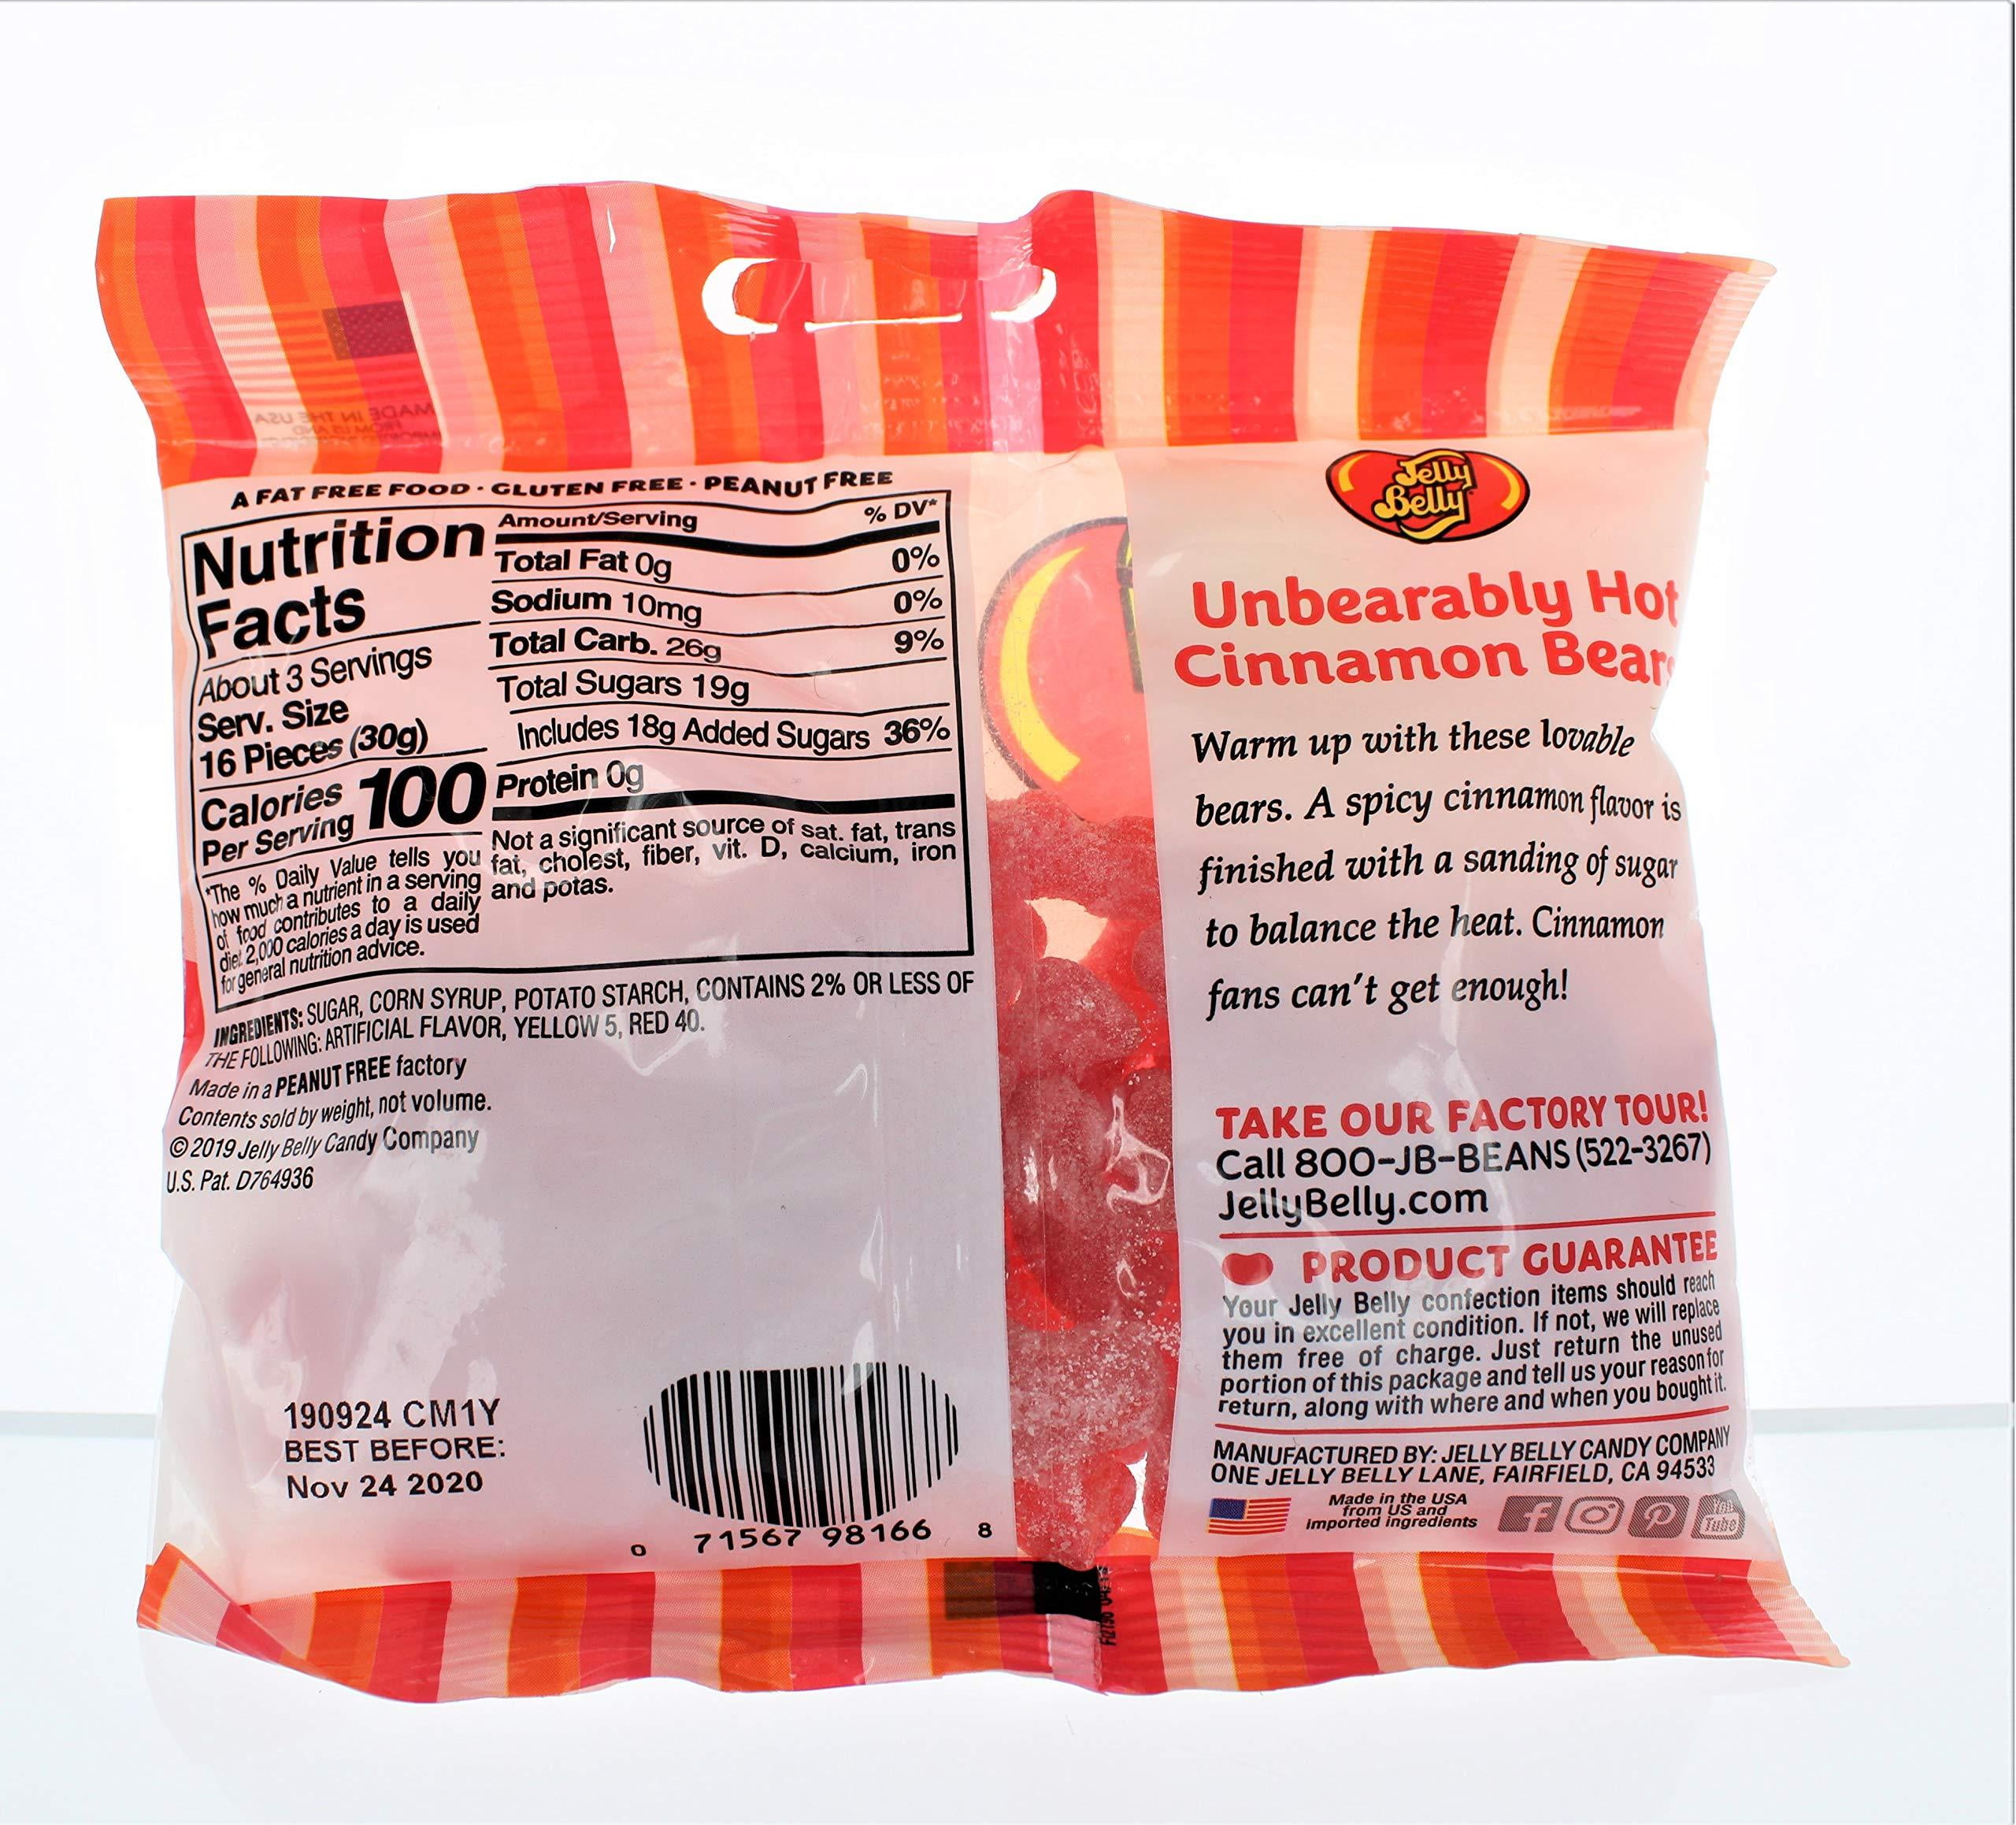 A FAT FREE FOOD · GLUTEN FREE · PEANUT FREE
Nutrition
Facts
About 3 Servings
Serv. Size
16 Pieces (30g)
Calories 100
Per Serving
*The % Daily Value tells you
how much a nutrient in a serving
of food contributes to a daily
diet. 2,000 calories a day is used
for general nutrition advice.
Amount/Serving % DV*
Total Fat 0g 0%
Sodium 10mg 0%
Total Carb. 26g 9%
Total Sugars 19g
Includes 18g Added Sugars 36%
Protein 0g
Not a significant source of sat. fat, trans
fat, cholest, fiber, vit. D, calcium, iron
and potas.
INGREDIENTS: SUGAR, CORN SYRUP, POTATO STARCH, CONTAINS 2% OR LESS OF
THE FOLLOWING: ARTIFICIAL FLAVOR, YELLOW 5, RED 40.
Made in a PEANUT FREE factory
Contents sold by weight, not volume.
© 2019 Jelly Belly Candy Company
U.S. Pat. D764936
190924 CM1Y
BEST BEFORE:
Nov 24 2020
0 71567 98166 8
Jelly
Belly
Unbearably Hot
Cinnamon Bears
Warm up with these lovable
bears. A spicy cinnamon flavor is
finished with a sanding of sugar
to balance the heat. Cinnamon
fans can't get enough!
TAKE OUR FACTORY TOUR!
Call 800-JB-BEANS (522-3267)
JellyBelly.com
PRODUCT GUARANTEE
Your Jelly Belly confection items should reach
you in excellent condition. If not, we will replace
them free of charge. Just return the unused
portion of this package and tell us your reason for
return, along with where and when you bought it.
MANUFACTURED BY: JELLY BELLY CANDY COMPANY
ONE JELLY BELLY LANE, FAIRFIELD, CA 94533
Made in the USA
from US and
imported ingredients
You
Tube